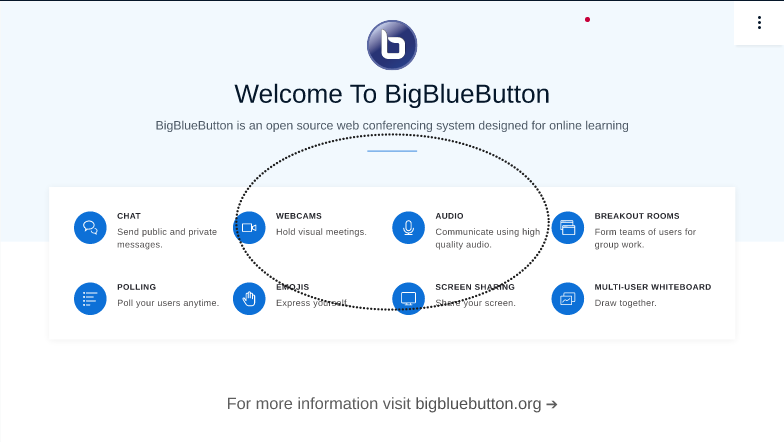 Welcome To BigBlueButton
BigBlueButton is an open source web conferencing system designed for online learning
CHAT
Send public and private
messages.
WEBCAMS
Hold visual meetings.
AUDIO
Communicate using high
quality audio.
BREAKOUT ROOMS
Form teams of users for
group work.
POLLING
Poll your users anytime.
EMOJIS
Express yourself.
SCREEN SHARING
Share your screen.
MULTI-USER WHITEBOARD
Draw together.
For more information visit bigbluebutton.org →